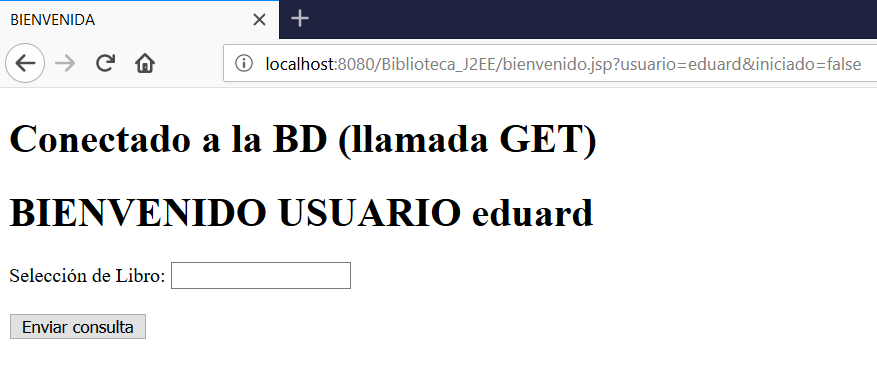 BIENVENIDA
localhost:8080/Biblioteca_J2EE/bienvenido.jsp?usuario=eduard&iniciado=false
Conectado a la BD (llamada GET)
BIENVENIDO USUARIO eduard
Selección de Libro:
Enviar consulta